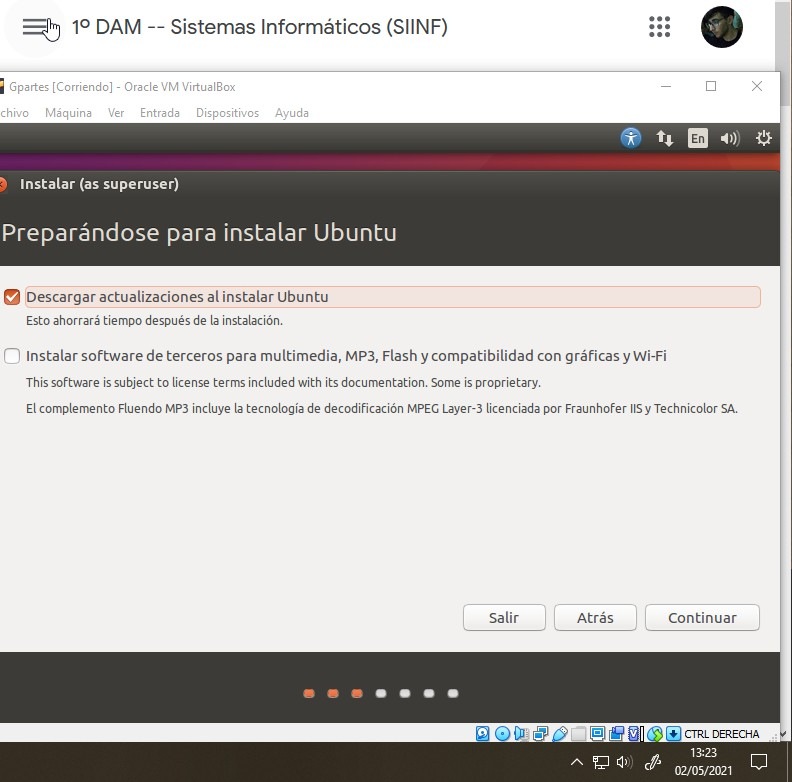 1º DAM -- Sistemas Informáticos (SIINF)
Gpartes [Corriendo] - Oracle VM VirtualBox
chivo Máquina Ver Entrada Dispositivos Ayuda
En
Instalar (as superuser)
Preparándose para instalar Ubuntu
Descargar actualizaciones al instalar Ubuntu
Esto ahorrará tiempo después de la instalación.
Instalar software de terceros para multimedia, MP3, Flash y compatibilidad con gráficas y Wi-Fi
This software is subject to license terms included with its documentation. Some is proprietary.
El complemento Fluendo MP3 incluye la tecnología de decodificación MPEG Layer-3 licenciada por Fraunhofer IIS y Technicolor SA.
Salir Atrás Continuar
CTRL DERECHA
13:23
02/05/2021